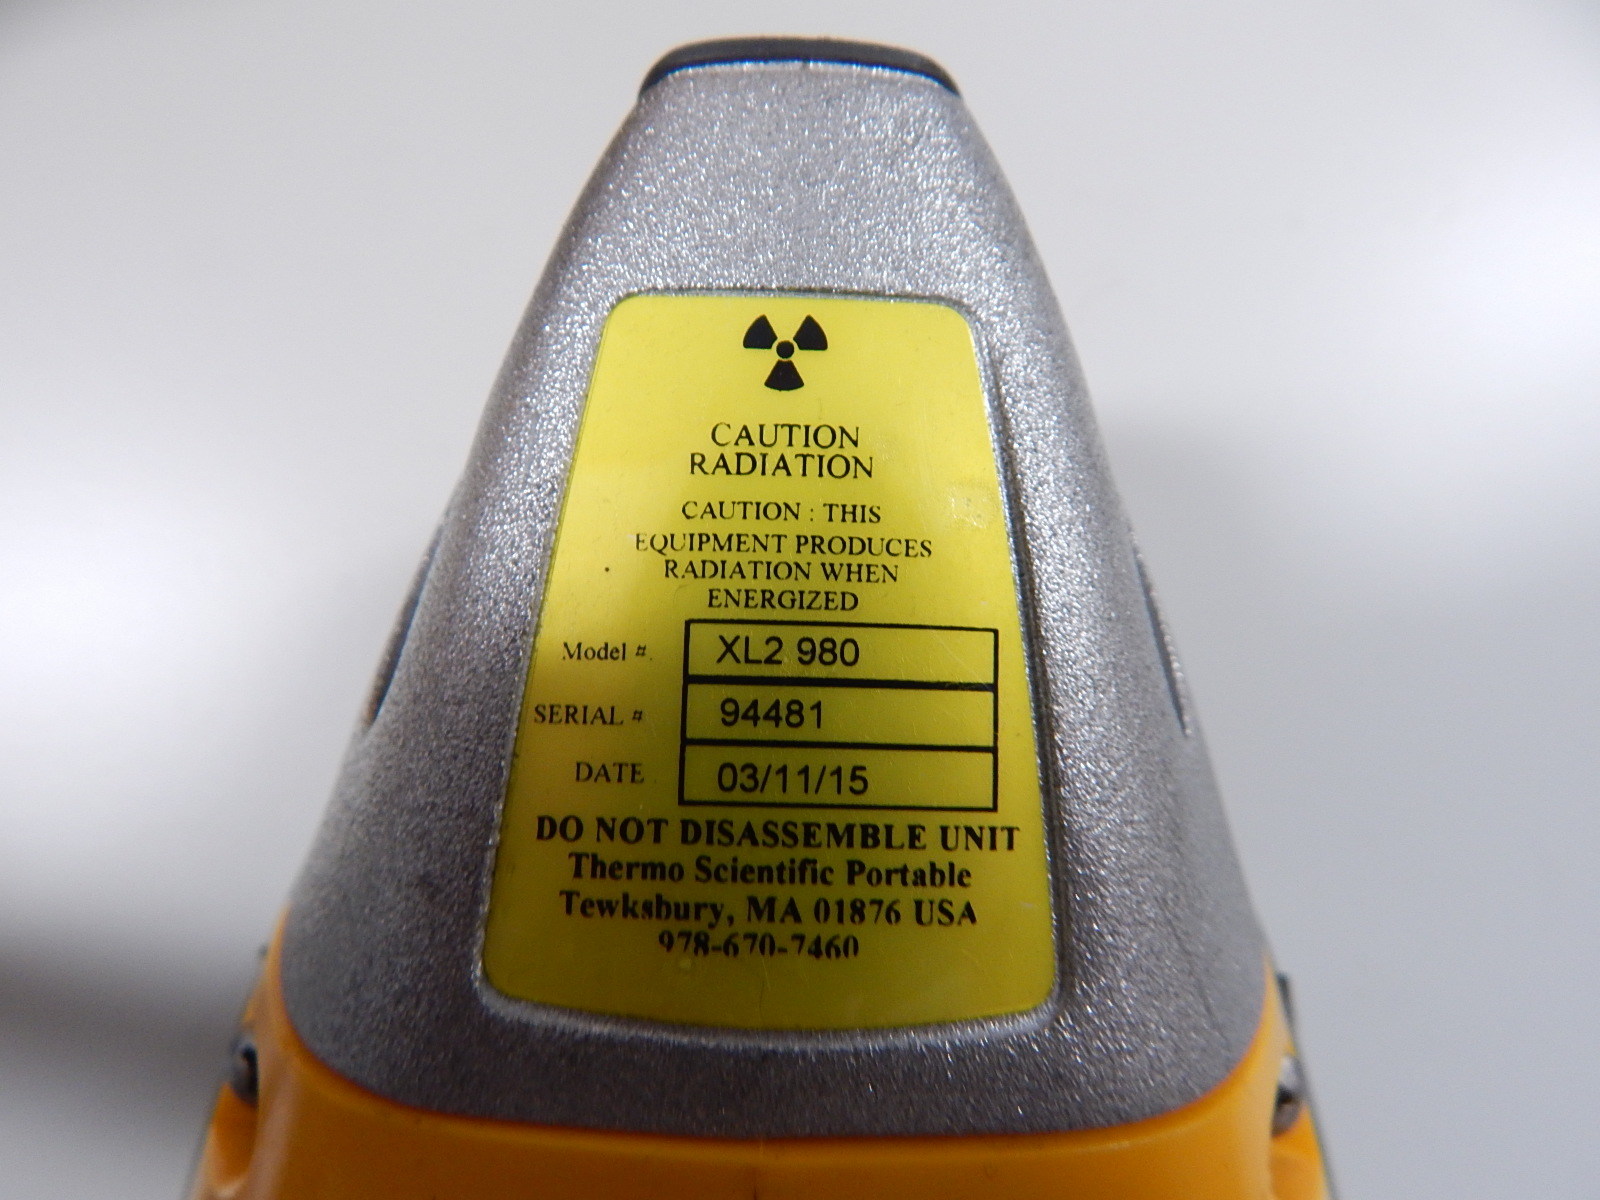 CAUTION
RADIATION
CAUTION : THIS
EQUIPMENT PRODUCES
RADIATION WHEN
ENERGIZED
Model # XL2 980
SERIAL # 94481
DATE 03/11/15
DO NOT DISASSEMBLE UNIT
Thermo Scientific Portable
Tewksbury, MA 01876 USA
978-670-7460